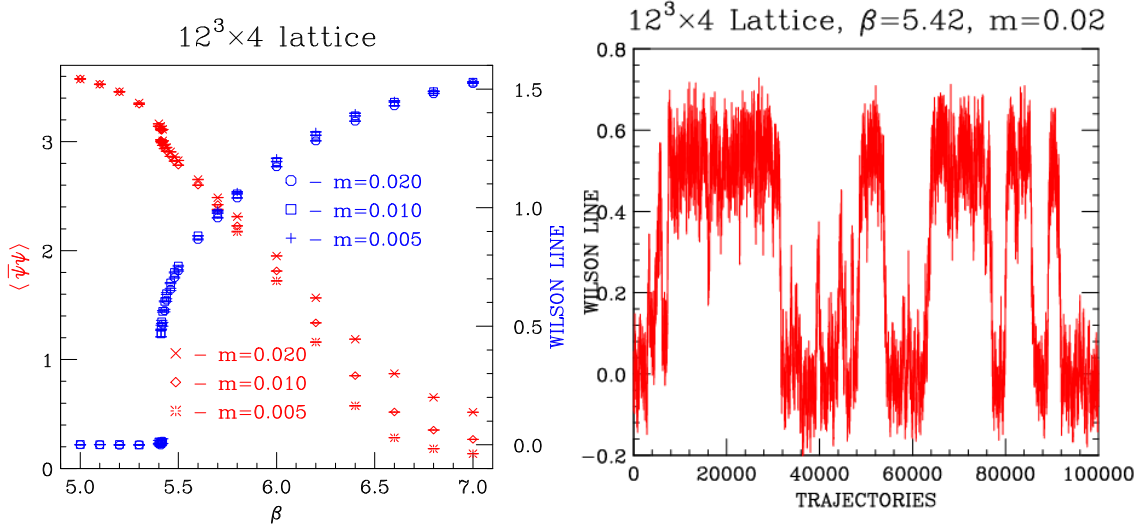 12³×4 lattice
3
2
1
0
⟨ψ̄ψ⟩
1.5
1.0
0.5
0.0
WILSON LINE
○ – m=0.020
□ – m=0.010
+ – m=0.005
× – m=0.020
◇ – m=0.010
✳ – m=0.005
5.0 5.5 6.0 6.5 7.0
β
12³×4 Lattice, β=5.42, m=0.02
0.8
0.6
0.4
0.2
0.0
−0.2
WILSON LINE
0 20000 40000 60000 80000 100000
TRAJECTORIES